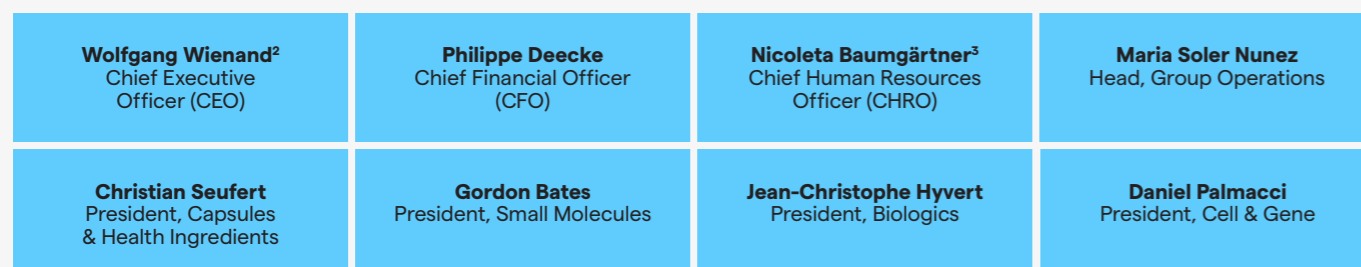 Wolfgang Wienand²
Chief Executive
Officer (CEO)
Philippe Deecke
Chief Financial Officer
(CFO)
Nicoleta Baumgärtner³
Chief Human Resources
Officer (CHRO)
Maria Soler Nunez
Head, Group Operations
Christian Seufert
President, Capsules
& Health Ingredients
Gordon Bates
President, Small Molecules
Jean-Christophe Hyvert
President, Biologics
Daniel Palmacci
President, Cell & Gene